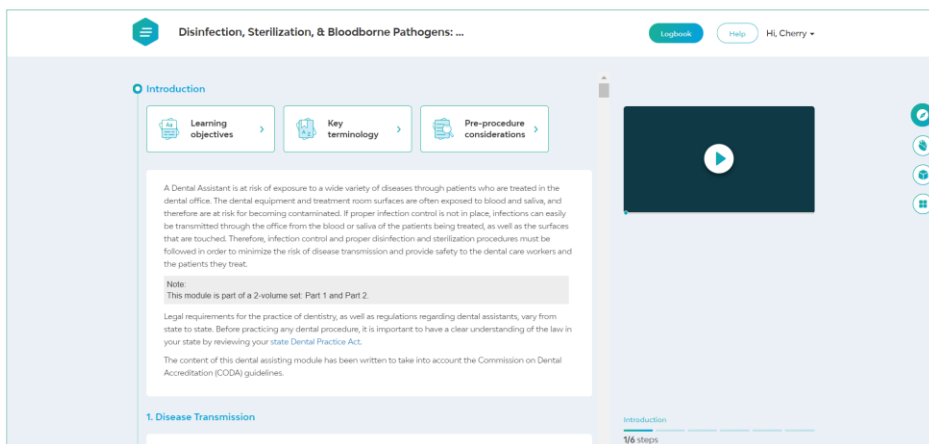 Disinfection, Sterilization, & Bloodborne Pathogens: ...
Logbook
Help
Hi, Cherry
Introduction
Learning
objectives
Key
terminology
Pre-procedure
considerations
A Dental Assistant is at risk of exposure to a wide variety of diseases through patients who are treated in the
dental office. The dental equipment and treatment room surfaces are often exposed to blood and saliva, and
therefore are at risk for becoming contaminated. If proper infection control is not in place, infections can easily
be transmitted through the office from the blood or saliva of the patients being treated, as well as the surfaces
that are touched. Therefore, infection control and proper disinfection and sterilization procedures must be
followed in order to minimize the risk of disease transmission and provide safety to the dental care workers and
the patients they treat.
Note:
This module is part of a 2-volume set: Part 1 and Part 2.
Legal requirements for the practice of dentistry, as well as regulations regarding dental assistants, vary from
state to state. Before practicing any dental procedure, it is important to have a clear understanding of the law in
your state by reviewing your state Dental Practice Act.
The content of this dental assisting module has been written to take into account the Commission on Dental
Accreditation (CODA) guidelines.
1. Disease Transmission
Introduction
1/6 steps